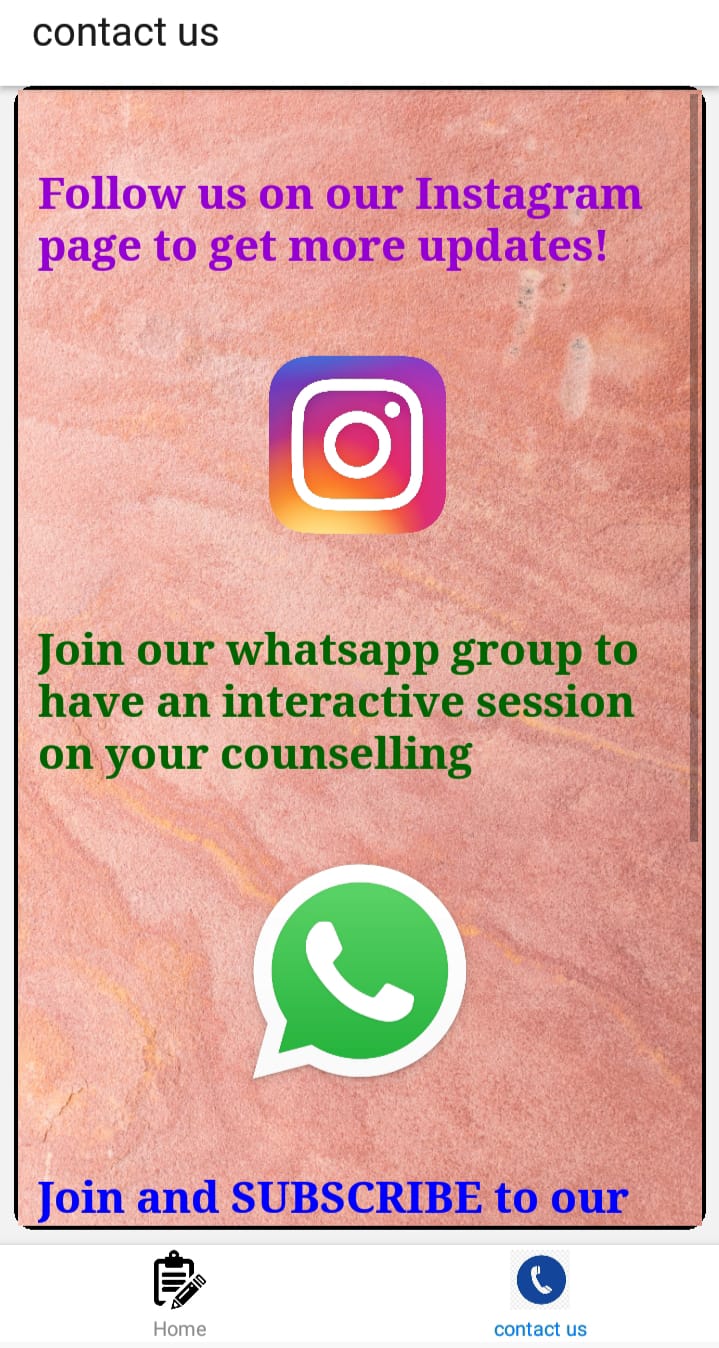 contact us
Follow us on our Instagram
page to get more updates!
Join our whatsapp group to
have an interactive session
on your counselling
Join and SUBSCRIBE to our
Home
contact us